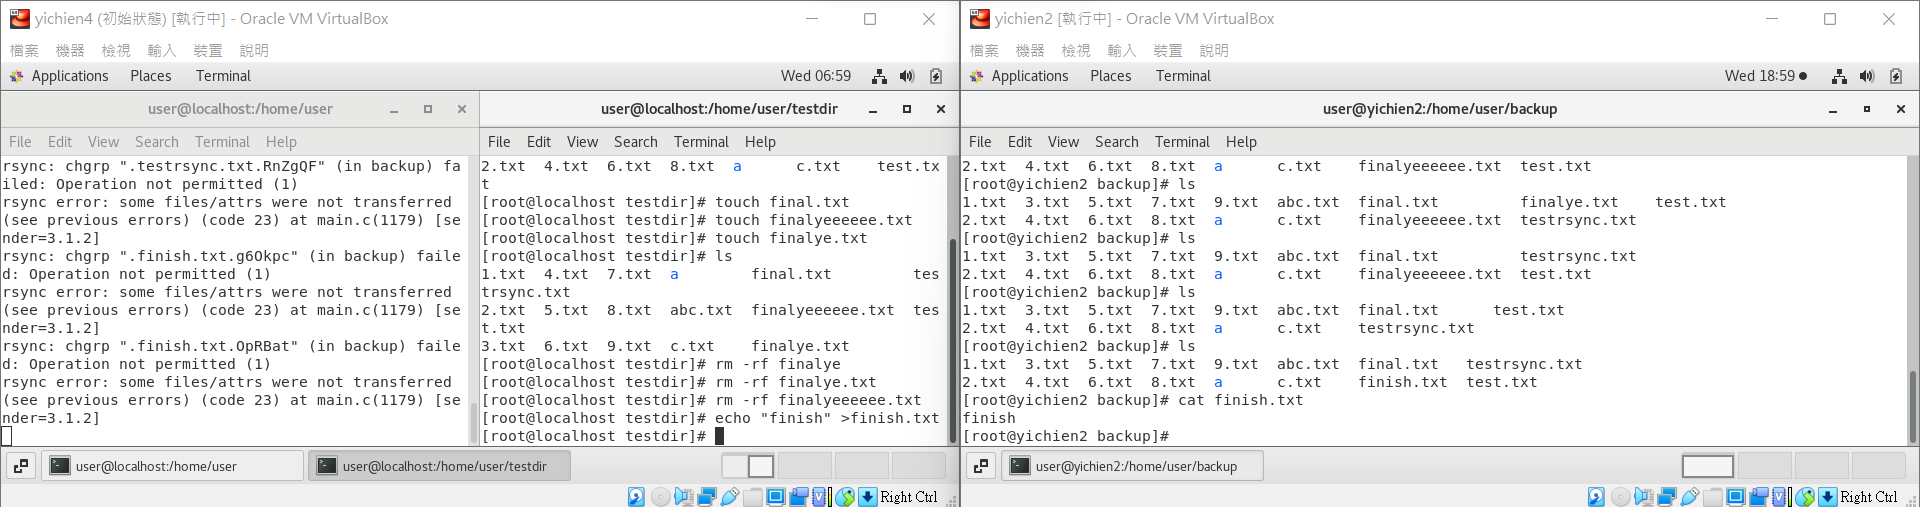 yichien4 (初始狀態) [執行中] - Oracle VM VirtualBox
檔案 機器 檢視 輸入 裝置 說明
Applications Places Terminal Wed 06:59
user@localhost:/home/user
File Edit View Search Terminal Help
rsync: chgrp ".testrsync.txt.RnZgQF" (in backup) fa
iled: Operation not permitted (1)
rsync error: some files/attrs were not transferred
(see previous errors) (code 23) at main.c(1179) [se
nder=3.1.2]
rsync: chgrp ".finish.txt.g6Okpc" (in backup) faile
d: Operation not permitted (1)
rsync error: some files/attrs were not transferred
(see previous errors) (code 23) at main.c(1179) [se
nder=3.1.2]
rsync: chgrp ".finish.txt.OpRBat" (in backup) faile
d: Operation not permitted (1)
rsync error: some files/attrs were not transferred
(see previous errors) (code 23) at main.c(1179) [se
nder=3.1.2]
user@localhost:/home/user/testdir
File Edit View Search Terminal Help
2.txt 4.txt 6.txt 8.txt a c.txt test.tx
t
[root@localhost testdir]# touch final.txt
[root@localhost testdir]# touch finalyeeeeee.txt
[root@localhost testdir]# touch finalye.txt
[root@localhost testdir]# ls
1.txt 4.txt 7.txt a final.txt tes
trsync.txt
2.txt 5.txt 8.txt abc.txt finalyeeeeee.txt tes
t.txt
3.txt 6.txt 9.txt c.txt finalye.txt
[root@localhost testdir]# rm -rf finalye
[root@localhost testdir]# rm -rf finalye.txt
[root@localhost testdir]# rm -rf finalyeeeeee.txt
[root@localhost testdir]# echo "finish" >finish.txt
[root@localhost testdir]#
user@localhost:/home/user
user@localhost:/home/user/testdir
Right Ctrl
yichien2 [執行中] - Oracle VM VirtualBox
檔案 機器 檢視 輸入 裝置 說明
Applications Places Terminal Wed 18:59
user@yichien2:/home/user/backup
File Edit View Search Terminal Help
2.txt 4.txt 6.txt 8.txt a c.txt finalyeeeeee.txt test.txt
[root@yichien2 backup]# ls
1.txt 3.txt 5.txt 7.txt 9.txt abc.txt final.txt finalye.txt test.txt
2.txt 4.txt 6.txt 8.txt a c.txt finalyeeeeee.txt testrsync.txt
[root@yichien2 backup]# ls
1.txt 3.txt 5.txt 7.txt 9.txt abc.txt final.txt testrsync.txt
2.txt 4.txt 6.txt 8.txt a c.txt finalyeeeeee.txt test.txt
[root@yichien2 backup]# ls
1.txt 3.txt 5.txt 7.txt 9.txt abc.txt final.txt test.txt
2.txt 4.txt 6.txt 8.txt a c.txt testrsync.txt
[root@yichien2 backup]# ls
1.txt 3.txt 5.txt 7.txt 9.txt abc.txt final.txt testrsync.txt
2.txt 4.txt 6.txt 8.txt a c.txt finish.txt test.txt
[root@yichien2 backup]# cat finish.txt
finish
[root@yichien2 backup]#
user@yichien2:/home/user/backup
Right Ctrl